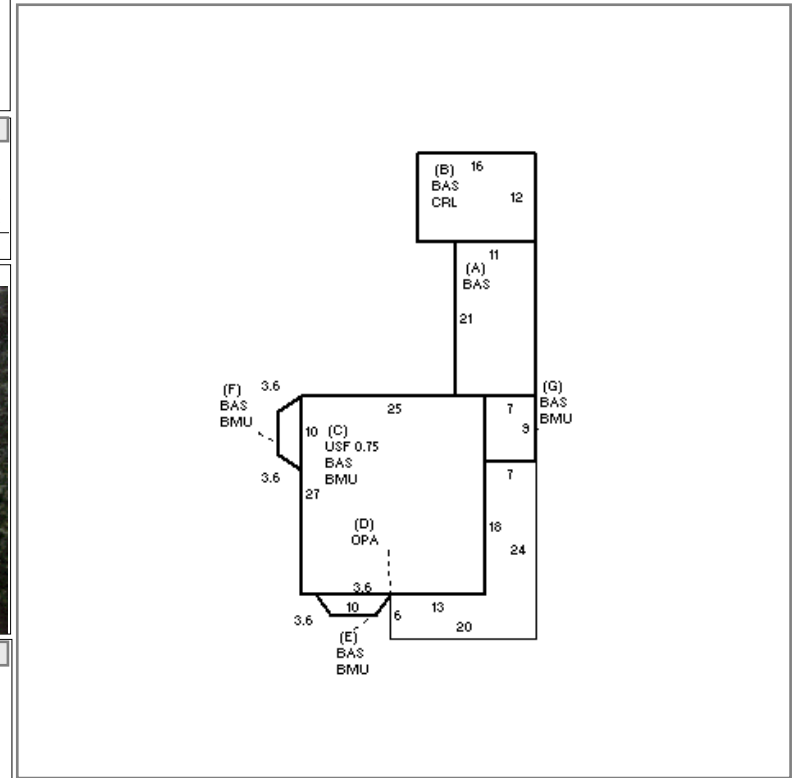 (B)
BAS
CRL
16
12
11
(A)
BAS
21
(F)
BAS
BMU
3.6
3.6
25
10
(C)
USF 0.75
BAS
BMU
27
7
9
(G)
BAS
BMU
7
18
24
(D)
OPA
3.6
10
3.6
6
13
20
(E)
BAS
BMU